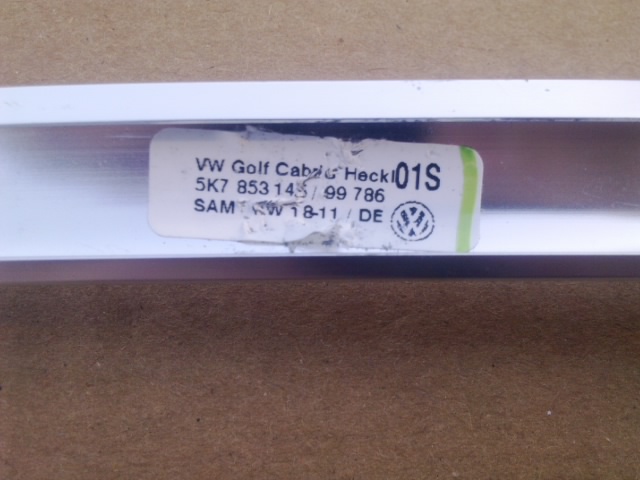 VW Golf Cabrio Heckl 01S
5K7 853 143 / 99 786
SAM / KW 18-11 / DE